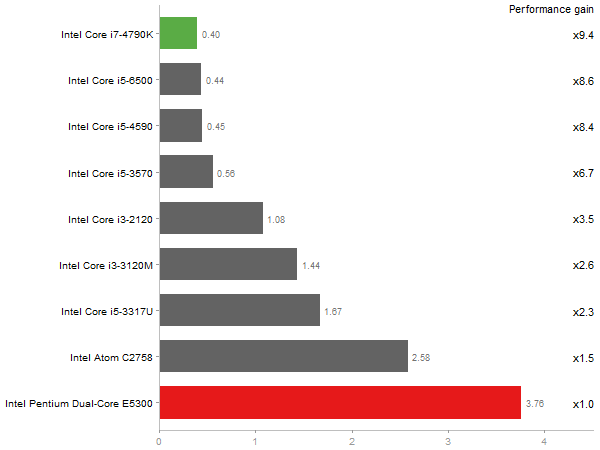 Performance gain
Intel Core i7-4790K 0.40 x9.4
Intel Core i5-6500 0.44 x8.6
Intel Core i5-4590 0.45 x8.4
Intel Core i5-3570 0.56 x6.7
Intel Core i3-2120 1.08 x3.5
Intel Core i3-3120M 1.44 x2.6
Intel Core i5-3317U 1.67 x2.3
Intel Atom C2758 2.58 x1.5
Intel Pentium Dual-Core E5300 3.76 x1.0
0 1 2 3 4